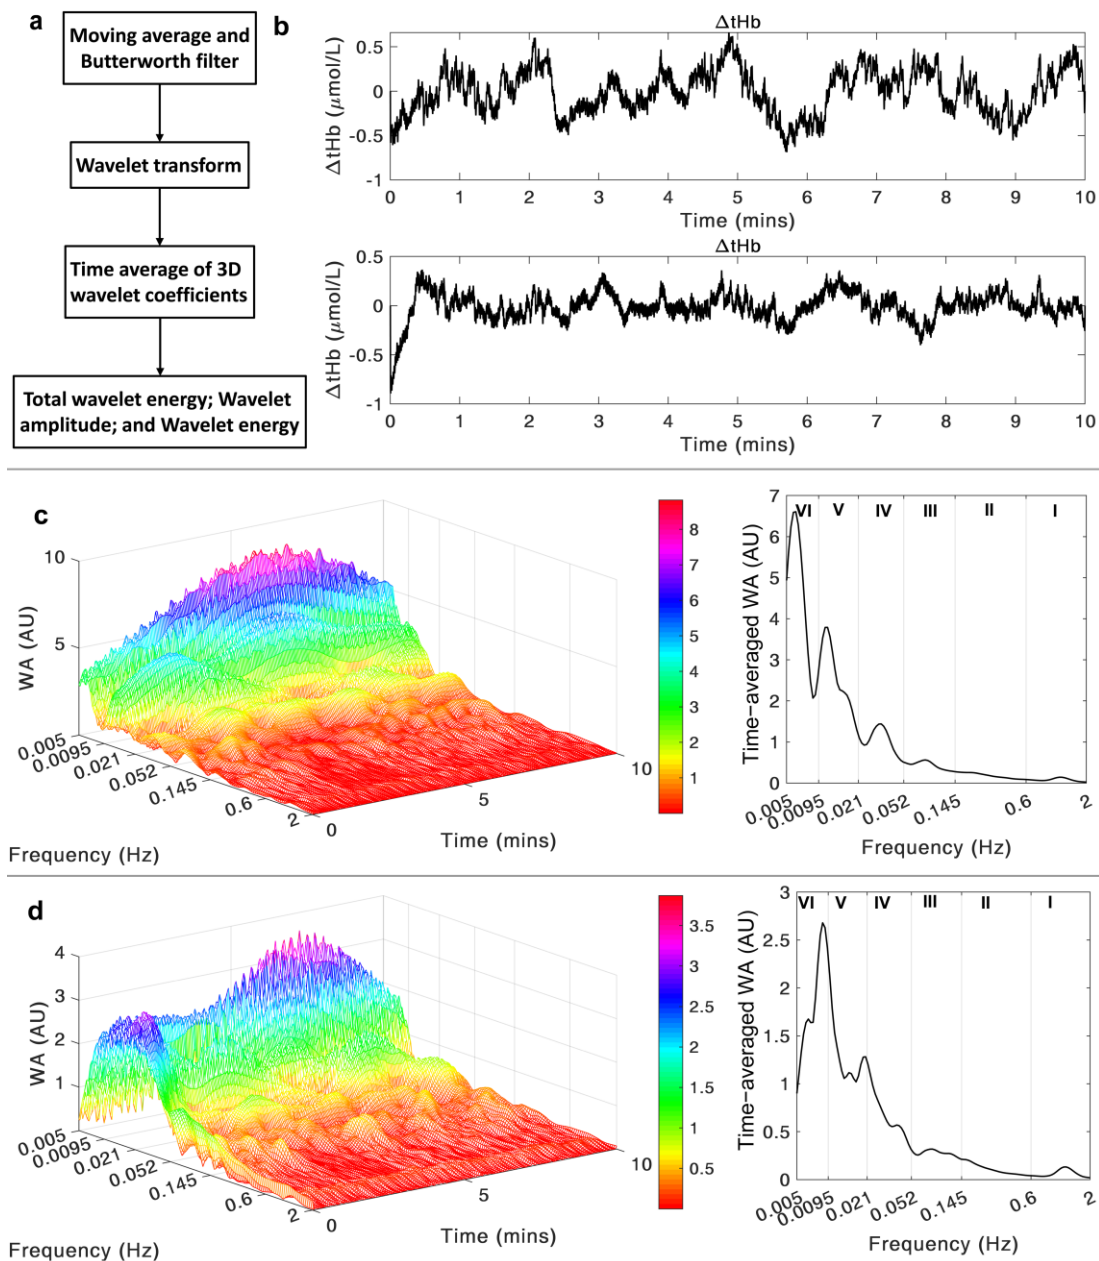 a
Moving average and
Butterworth filter
Wavelet transform
Time average of 3D
wavelet coefficients
Total wavelet energy; Wavelet
amplitude; and Wavelet energy
b
ΔtHb
ΔtHb (μmol/L)
0.5
0
-0.5
-1
0 1 2 3 4 5 6 7 8 9 10
Time (mins)
ΔtHb
ΔtHb (μmol/L)
0.5
0
-0.5
-1
0 1 2 3 4 5 6 7 8 9 10
Time (mins)
c
WA (AU)
10
5
0.005
0.0095
0.021
0.052
0.145
0.6
2
Frequency (Hz)
0
5
10
Time (mins)
8
7
6
5
4
3
2
1
Time-averaged WA (AU)
7
6
5
4
3
2
1
0
VI V IV III II I
0.005 0.0095 0.021 0.052 0.145 0.6 2
Frequency (Hz)
d
WA (AU)
4
3
2
1
0.005
0.0095
0.021
0.052
0.145
0.6
2
Frequency (Hz)
0
5
10
Time (mins)
3.5
3
2.5
2
1.5
1
0.5
Time-averaged WA (AU)
3
2.5
2
1.5
1
0.5
0
VI V IV III II I
0.005 0.0095 0.021 0.052 0.145 0.6 2
Frequency (Hz)